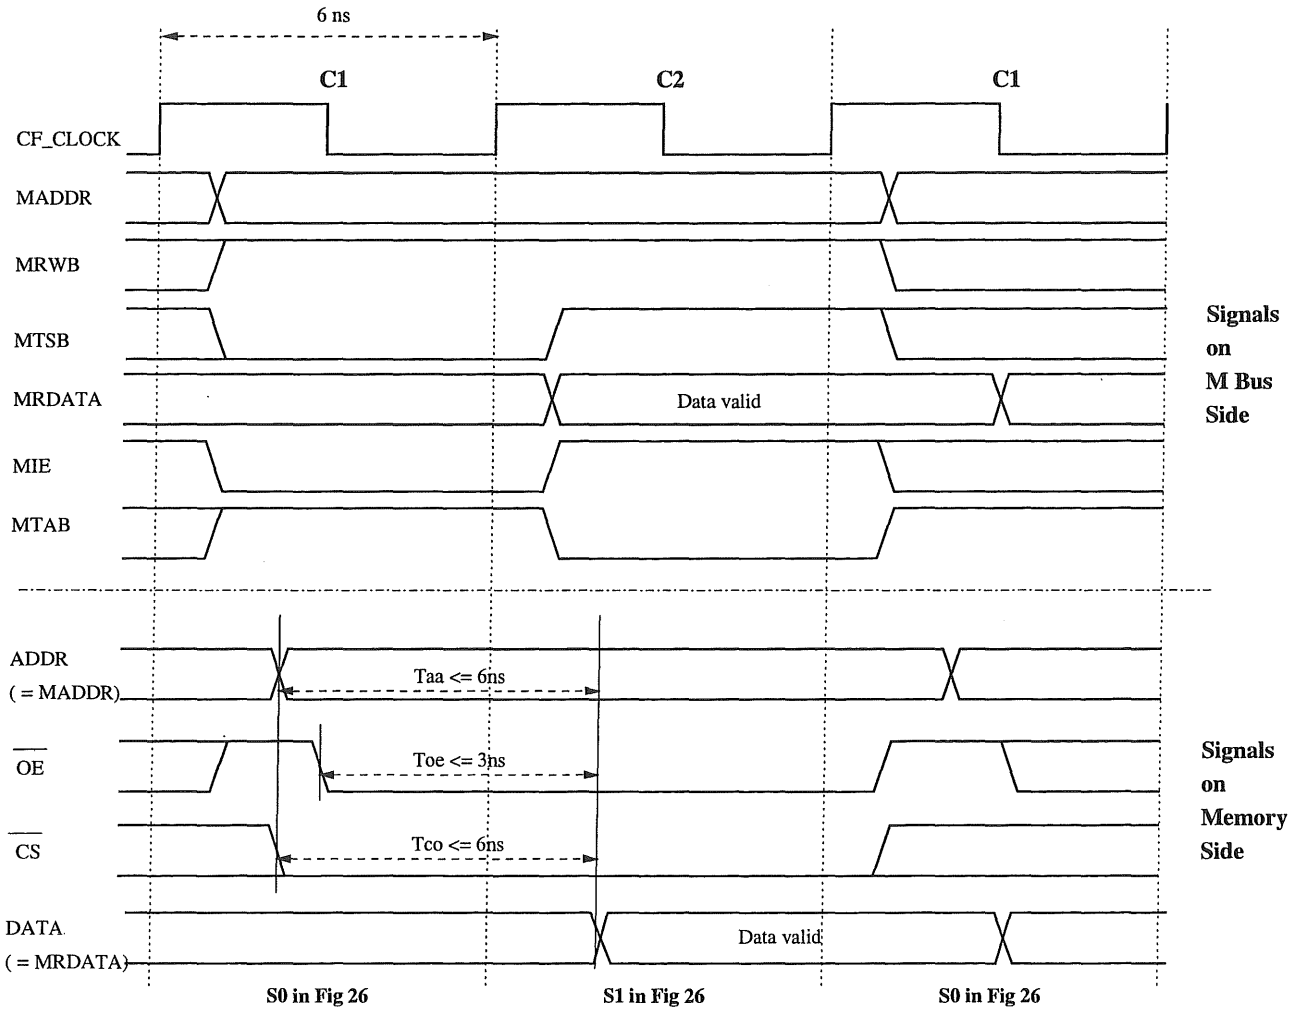 6 ns
C1
C2
C1
CF_CLOCK
MADDR
MRWB
MTSB
MRDATA
Data valid
MIE
MTAB
Signals
on
M Bus
Side
ADDR
( = MADDR)
Taa <= 6ns
OE
Toe <= 3ns
CS
Tco <= 6ns
Signals
on
Memory
Side
DATA
( = MRDATA)
Data valid
S0 in Fig 26
S1 in Fig 26
S0 in Fig 26